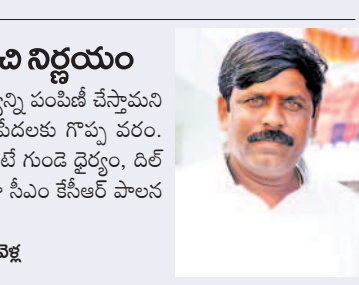 చి నిర్ణయం
న్ని పంపిణీ చేస్తామని
పేదలకు గొప్ప వరం.
టే గుండె ధైర్యం, దిల్
సీఎం కేసీఆర్ పాలన
వెళ్ల